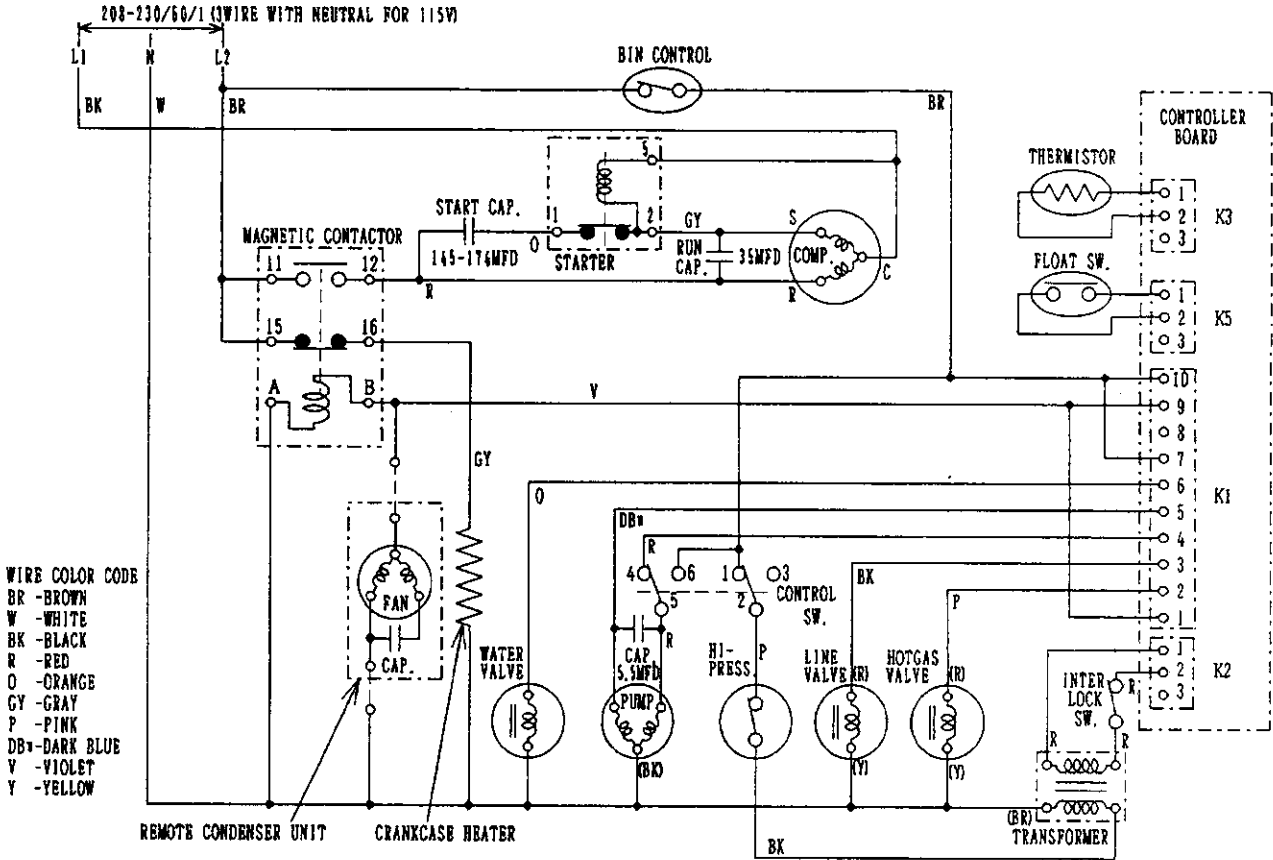 208-230/60/1 (3WIRE WITH NEUTRAL FOR 115V)
L1 N L2
BK W BR
BIN CONTROL
BR
CONTROLLER
BOARD
THERMISTOR
1
2 K3
3
FLOAT SW.
1
2 K5
3
START CAP.
145-174MFD
5
1 2
O
STARTER
GY
RUN
CAP.
35MFD
S
COMP.
R C
MAGNETIC CONTACTOR
11 12
R
15 16
A B
V
GY
10
9
8
7
6
5
4
3
2
1
K1
O
DBu
R
4 6 1 3
5 2
CONTROL
SW.
BK
P
FAN
CAP.
WATER
VALVE
CAP
5.5MFD
R
PUMP
(BK)
HI-
PRESS.
P
LINE
VALVE
(R)
(Y)
HOTGAS
VALVE
(R)
(Y)
1
2 K2
3
INTER
LOCK
SW.
R
R R
(BR)
TRANSFORMER
BK
WIRE COLOR CODE
BR -BROWN
W -WHITE
BK -BLACK
R -RED
O -ORANGE
GY -GRAY
P -PINK
DBu-DARK BLUE
V -VIOLET
Y -YELLOW
REMOTE CONDENSER UNIT
CRANKCASE HEATER